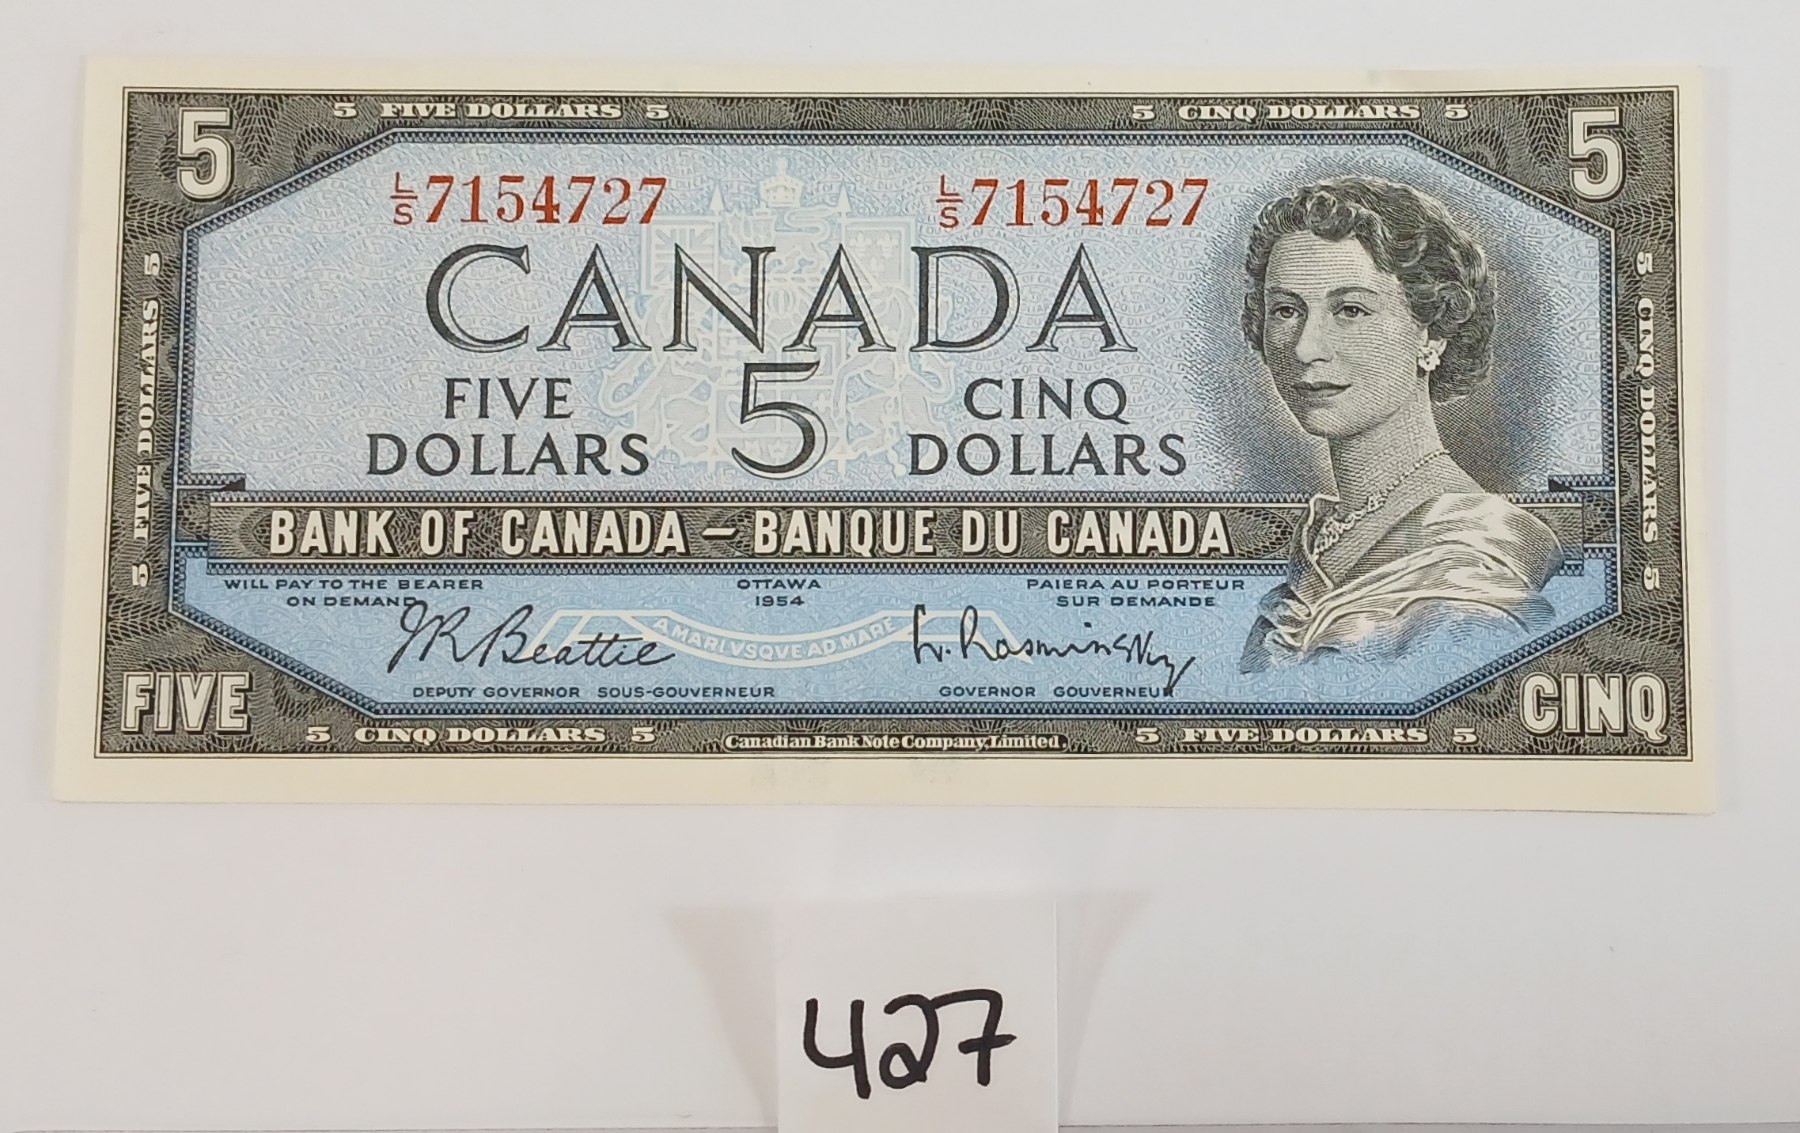 5 FIVE DOLLARS 5
5 CINQ DOLLARS 5
5
5
L/S 7154727
L/S 7154727
CANADA
FIVE DOLLARS
5
CINQ DOLLARS
5 FIVE DOLLARS 5
5 CINQ DOLLARS 5
BANK OF CANADA – BANQUE DU CANADA
WILL PAY TO THE BEARER
ON DEMAND
OTTAWA
1954
PAIERA AU PORTEUR
SUR DEMANDE
J R Beattie
A MARI VSQVE AD MARE
L. Rasminsky
DEPUTY GOVERNOR SOUS-GOUVERNEUR
GOVERNOR GOUVERNEUR
FIVE
CINQ
5 CINQ DOLLARS 5
Canadian Bank Note Company, Limited.
5 FIVE DOLLARS 5
427